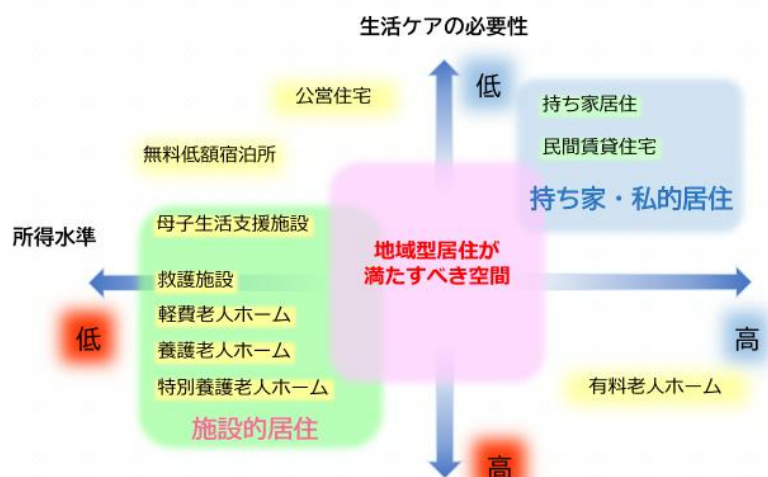 生活ケアの必要性
低
公営住宅
持ち家居住
無料低額宿泊所
民間賃貸住宅
持ち家・私的居住
母子生活支援施設
所得水準
地域型居住が
満たすべき空間
救護施設
軽費老人ホーム
低
高
養護老人ホーム
特別養護老人ホーム
有料老人ホーム
施設的居住
高